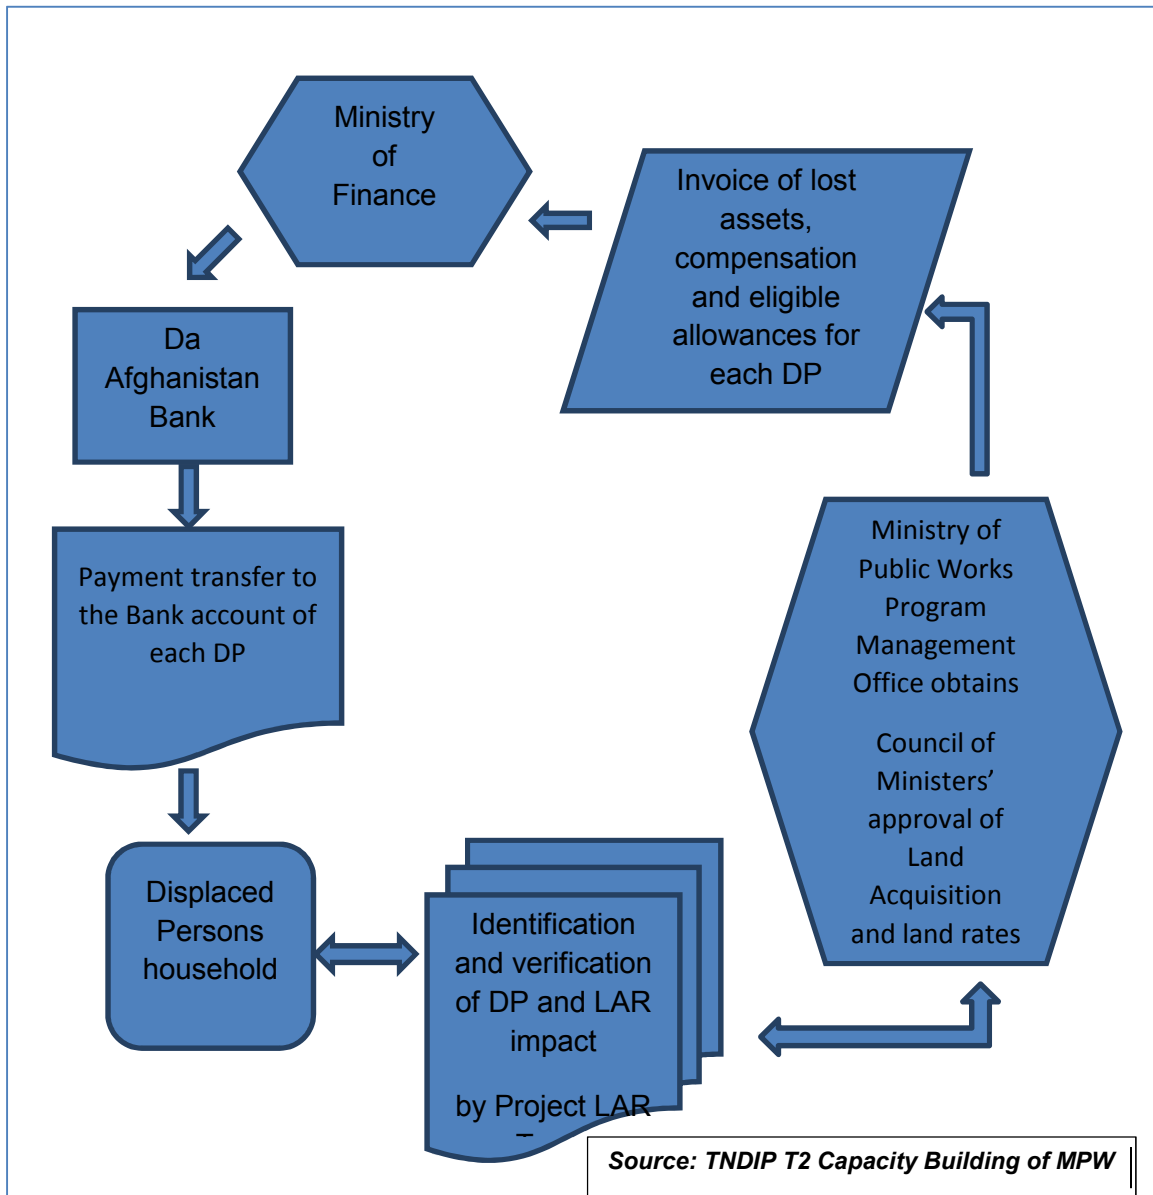 Ministry
of
Finance
Invoice of lost
assets,
compensation
and eligible
allowances for
each DP
Da
Afghanistan
Bank
Payment transfer to
the Bank account of
each DP
Ministry of
Public Works
Program
Management
Office obtains
Council of
Ministers’
approval of
Land
Acquisition
and land rates
Displaced
Persons
household
Identification
and verification
of DP and LAR
impact
by Project LAR
Source: TNDIP T2 Capacity Building of MPW